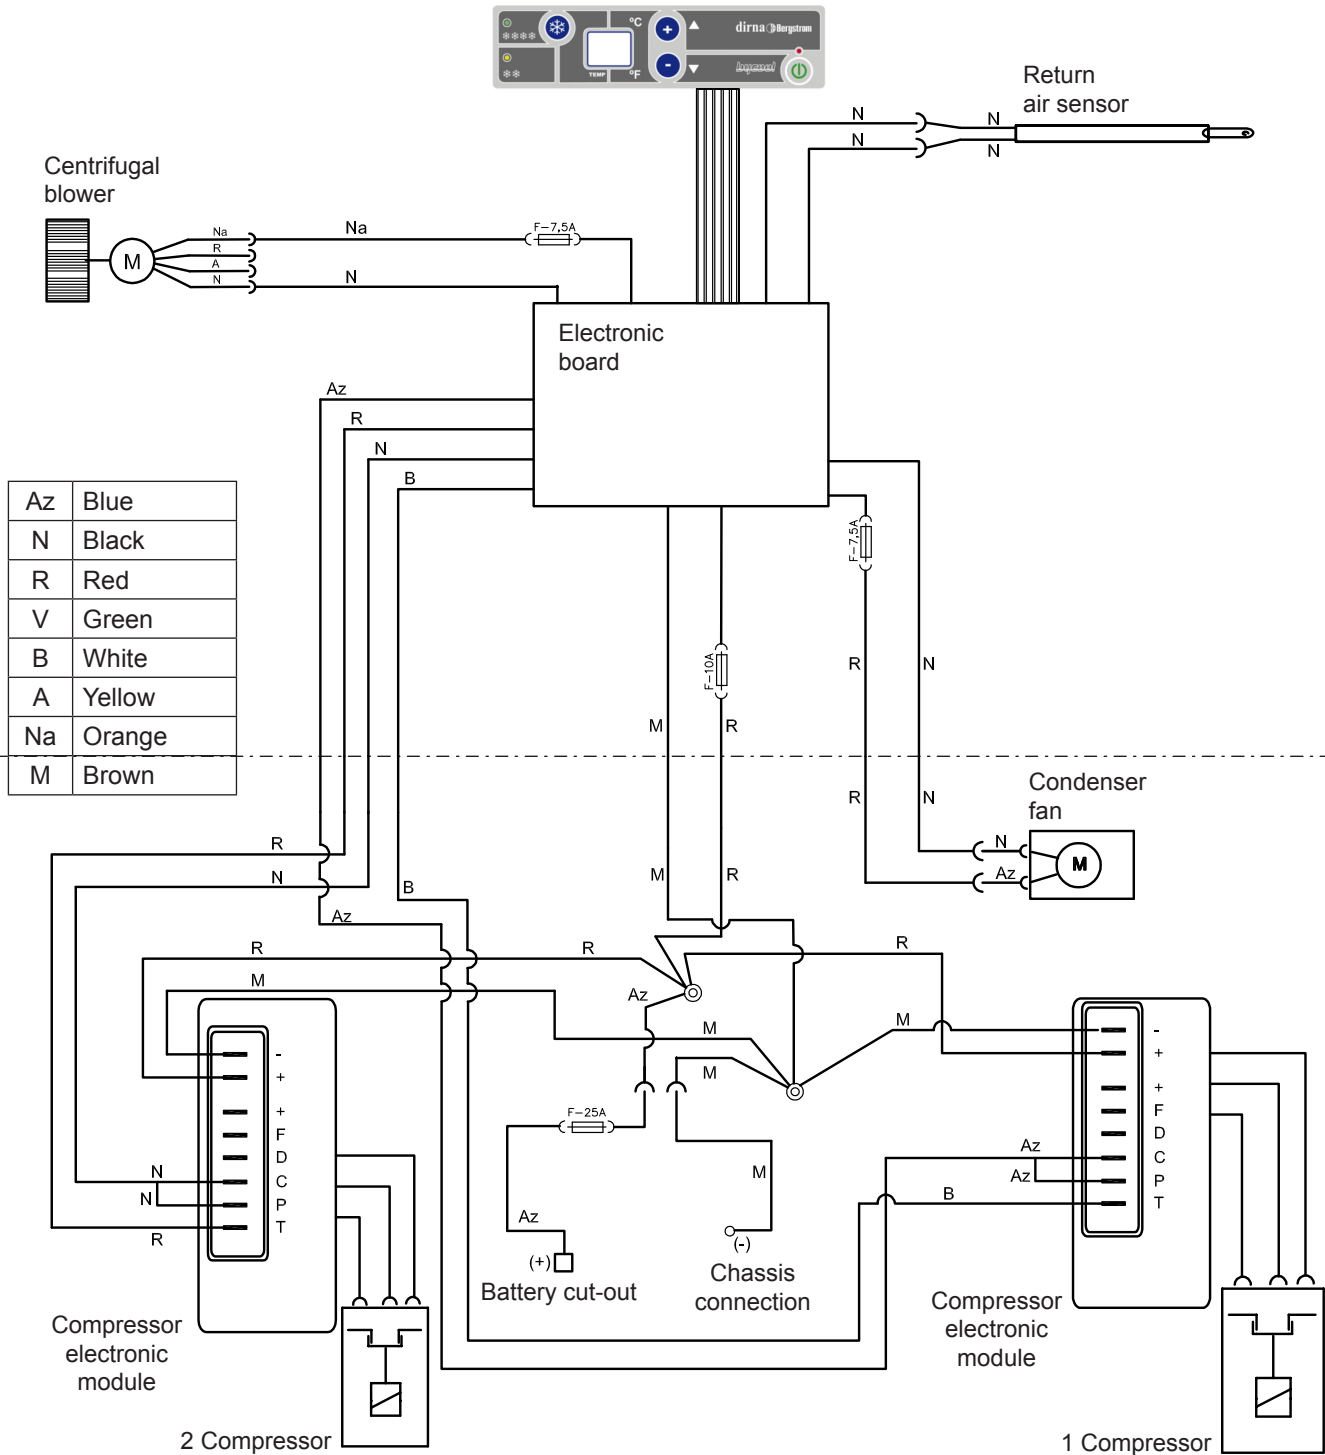 °C
+
dirna Bergstrom
TEMP
°F
-
bycool
Return
air sensor
N
N
N
N
Centrifugal
blower
M
Na
R
A
N
Na
N
F-7,5A
Electronic
board
Az
R
N
B
Az Blue
N Black
R Red
V Green
B White
A Yellow
Na Orange
M Brown
F-7,5A
F-10A
R
N
M
R
R
N
Condenser
fan
N
Az
M
R
N
B
Az
M
R
R
R
R
M
Az
M
M
M
-
+
+
F
D
C
P
T
N
N
R
F-25A
Az
(+)
Battery cut-out
M
(-)
Chassis
connection
-
+
+
F
D
C
P
T
Az
Az
B
Compressor
electronic
module
2 Compressor
Compressor
electronic
module
1 Compressor